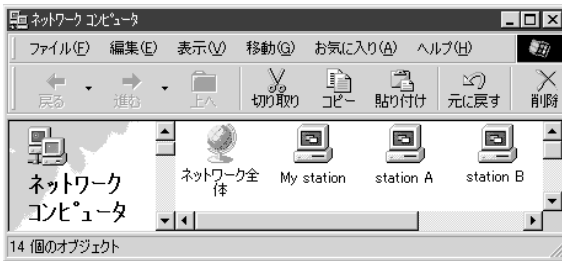 ネットワーク コンピュータ
ファイル(F) 編集(E) 表示(V) 移動(G) お気に入り(A) ヘルプ(H)
戻る 進む 上へ 切り取り コピー 貼り付け 元に戻す 削除
ネットワーク
コンピュータ
ネットワーク全
体
My station
station A
station B
14 個のオブジェクト